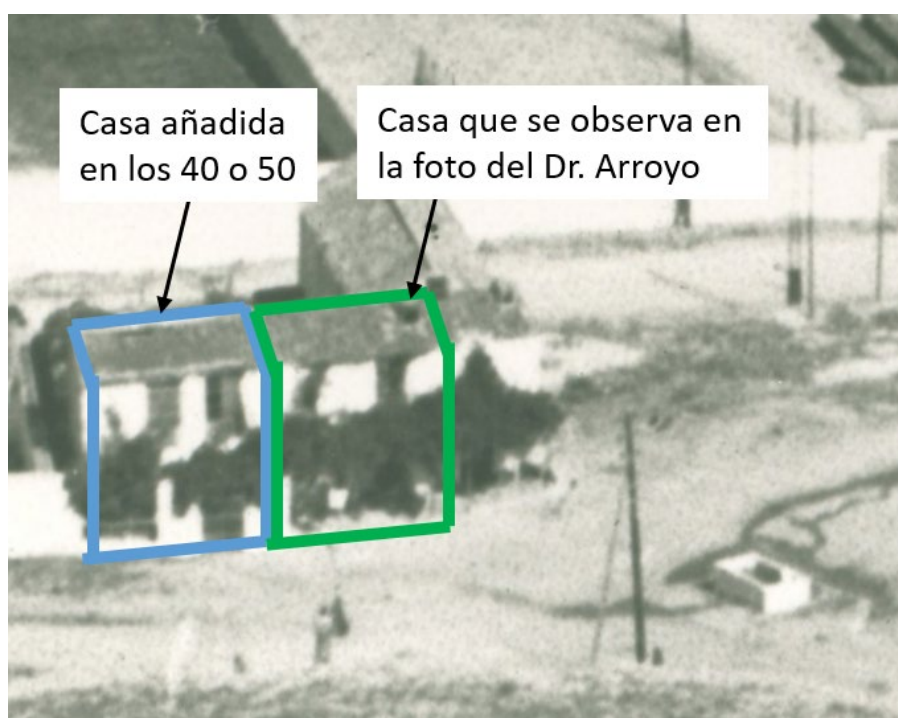 Casa añadida
en los 40 o 50
Casa que se observa en
la foto del Dr. Arroyo